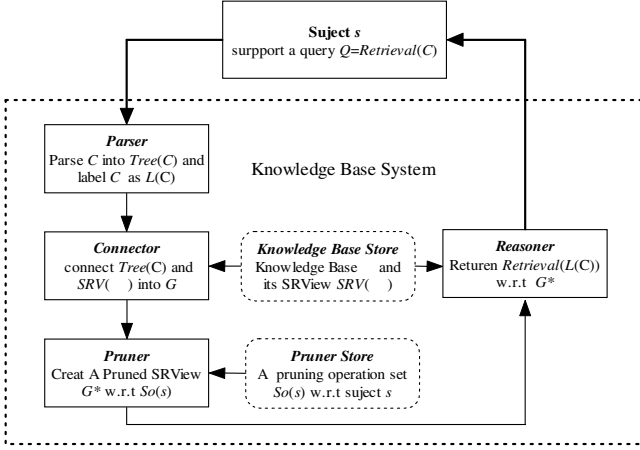 Suject s
surpport a query Q=Retrieval(C)
Parser
Parse C into Tree(C) and
label C as L(C)
Knowledge Base System
Connector
connect Tree(C) and
SRV( ) into G
Knowledge Base Store
Knowledge Base and
its SRView SRV( )
Reasoner
Returen Retrieval(L(C))
w.r.t G*
Pruner
Creat A Pruned SRView
G* w.r.t So(s)
Pruner Store
A pruning operation set
So(s) w.r.t suject s